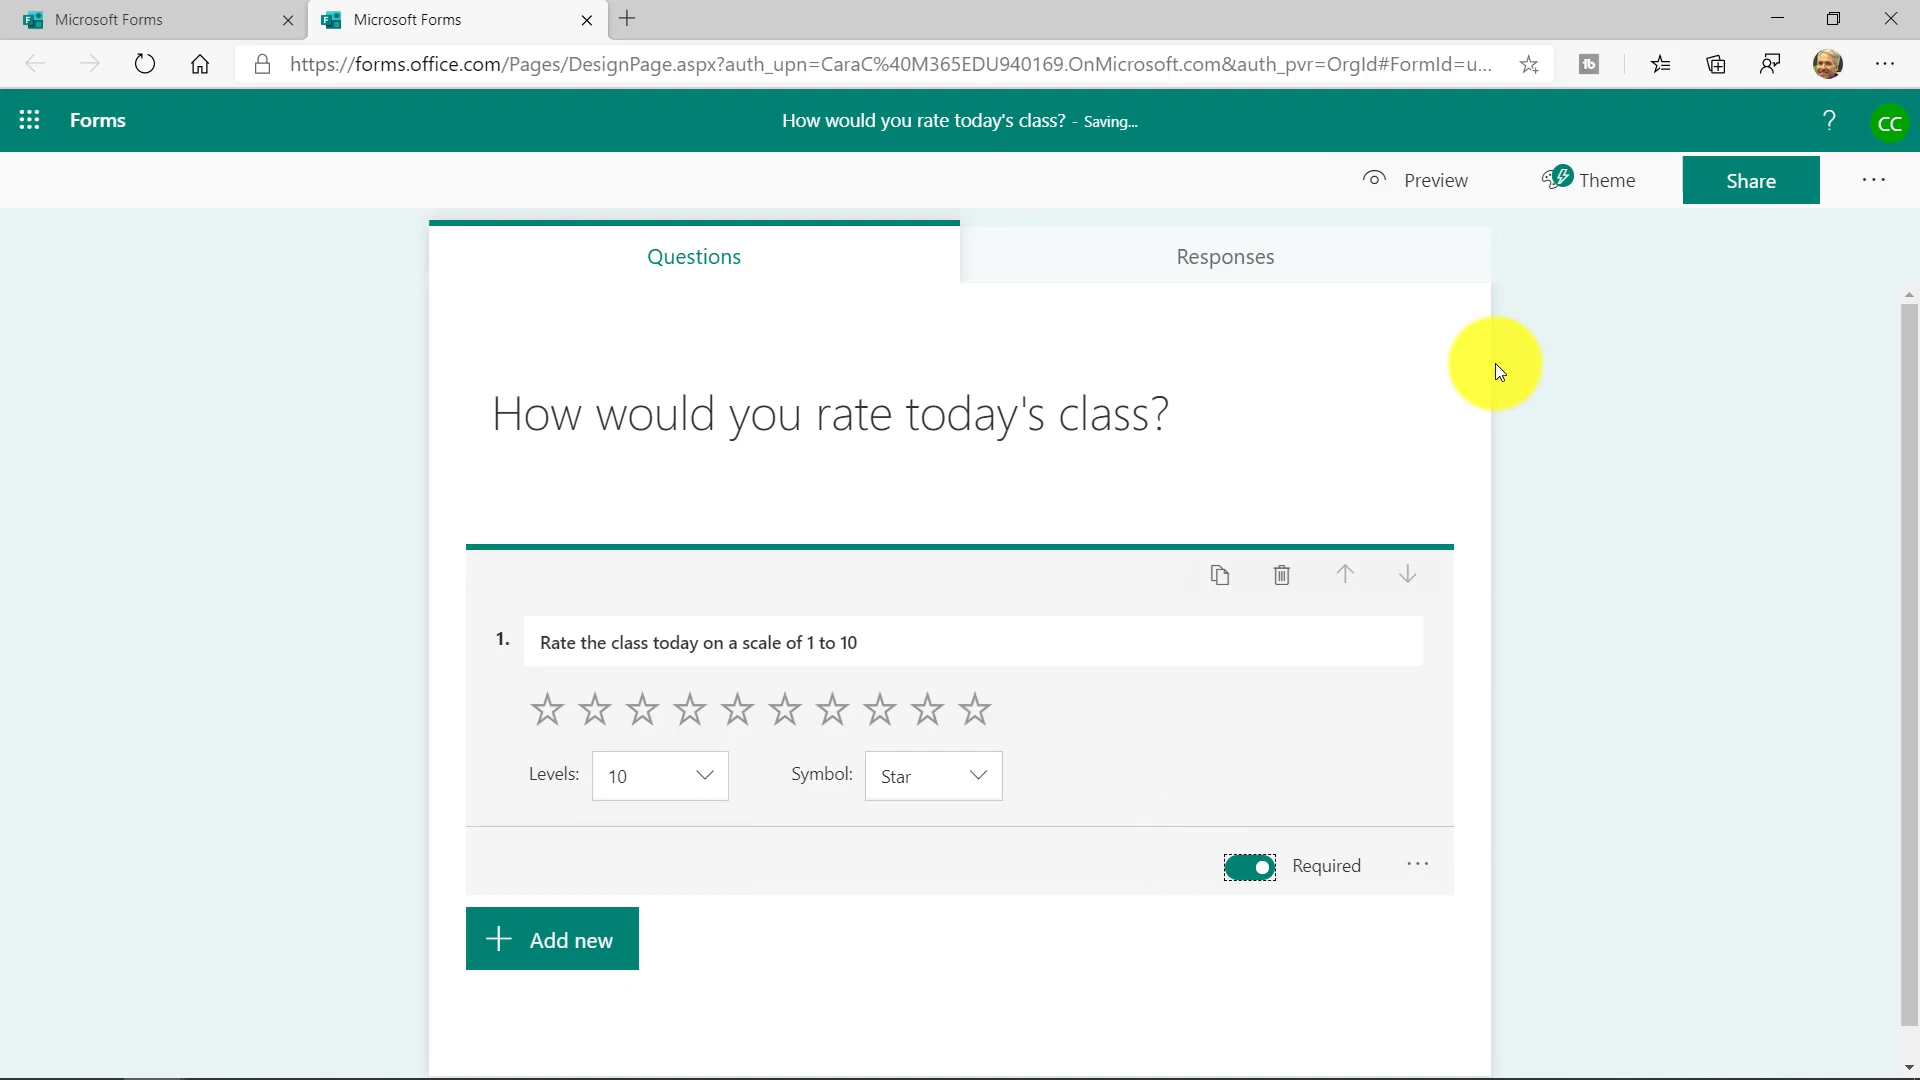 Microsoft Forms
Microsoft Forms
https://forms.office.com/Pages/DesignPage.aspx?auth_upn=CaraC%40M365EDU940169.OnMicrosoft.com&auth_pvr=OrgId#FormId=u...
Forms
How would you rate today's class? - Saving...
?
CC
Preview
Theme
Share
Questions
Responses
How would you rate today's class?
1. Rate the class today on a scale of 1 to 10
Levels: 10
Symbol: Star
Required
Add new